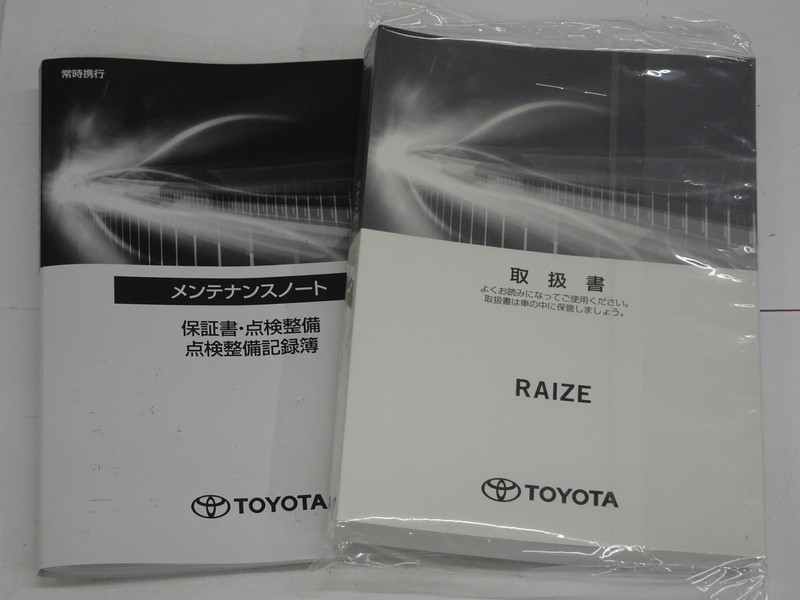 常時携行
メンテナンスノート
保証書・点検整備
点検整備記録簿
TOYOTA
取扱書
よくお読みになってご使用ください。
取扱書は車の中に保管しましょう。
RAIZE
TOYOTA